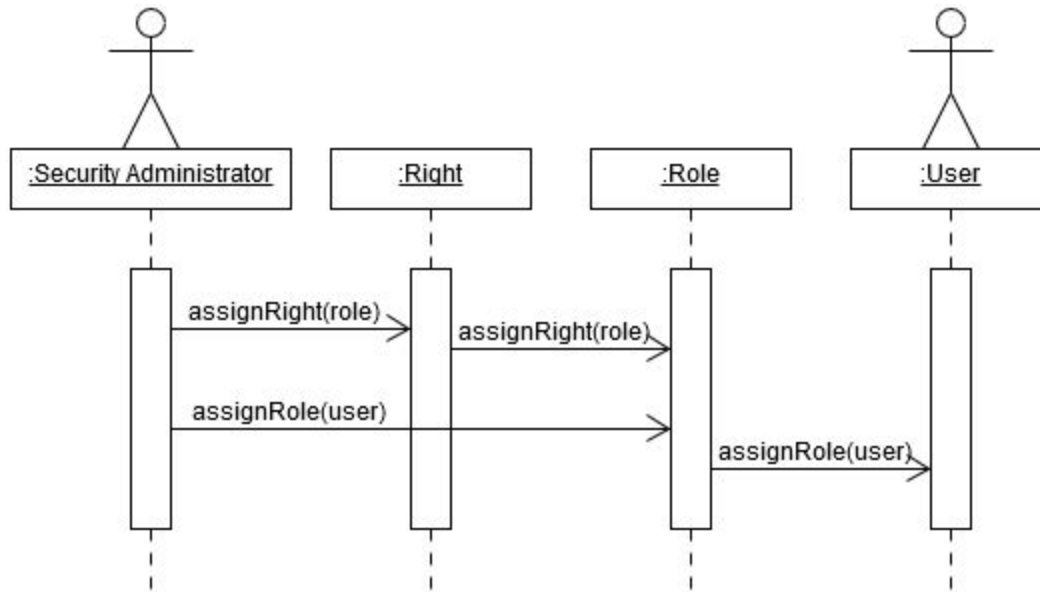 :Security Administrator
:Right
:Role
:User
assignRight(role)
assignRight(role)
assignRole(user)
assignRole(user)